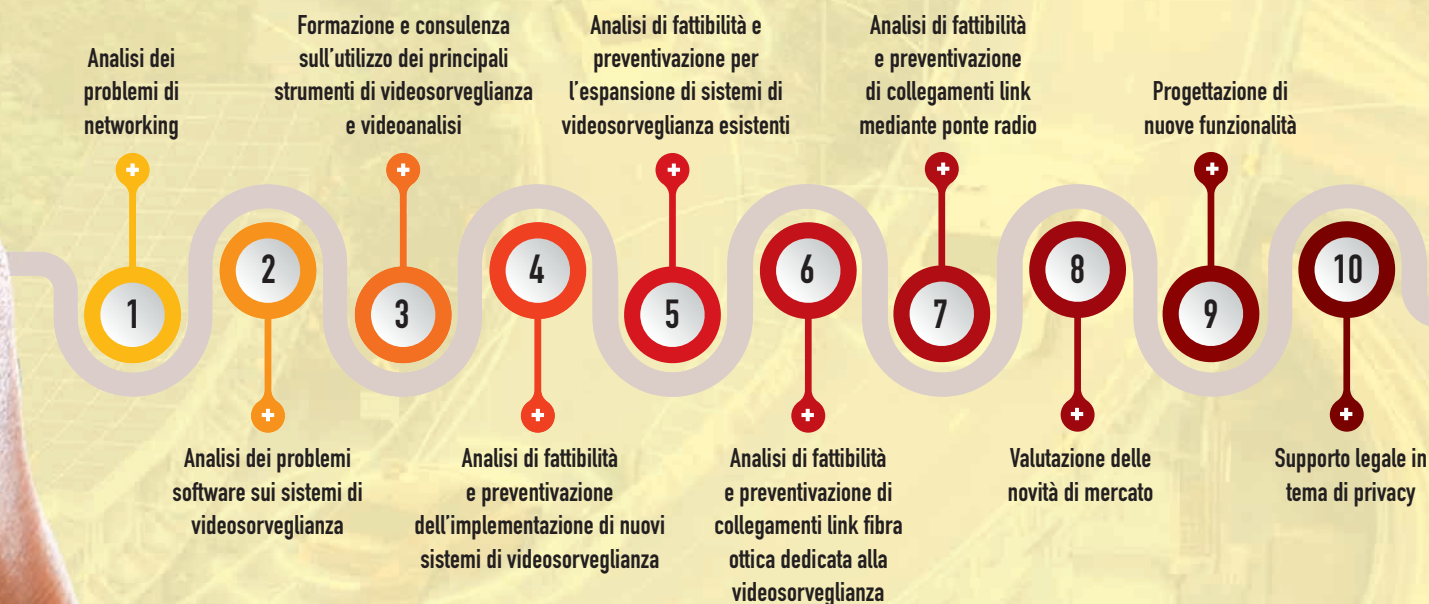 Analisi dei
problemi di
networking
1
Analisi dei problemi
software sui sistemi di
videosorveglianza
2
Formazione e consulenza
sull'utilizzo dei principali
strumenti di videosorveglianza
e videoanalisi
3
Analisi di fattibilità
e preventivazione
dell'implementazione di nuovi
sistemi di videosorveglianza
4
Analisi di fattibilità e
preventivazione per
l'espansione di sistemi di
videosorveglianza esistenti
5
Analisi di fattibilità
e preventivazione di
collegamenti link fibra
ottica dedicata alla
videosorveglianza
6
Analisi di fattibilità
e preventivazione
di collegamenti link
mediante ponte radio
7
Valutazione delle
novità di mercato
8
Progettazione di
nuove funzionalità
9
Supporto legale in
tema di privacy
10